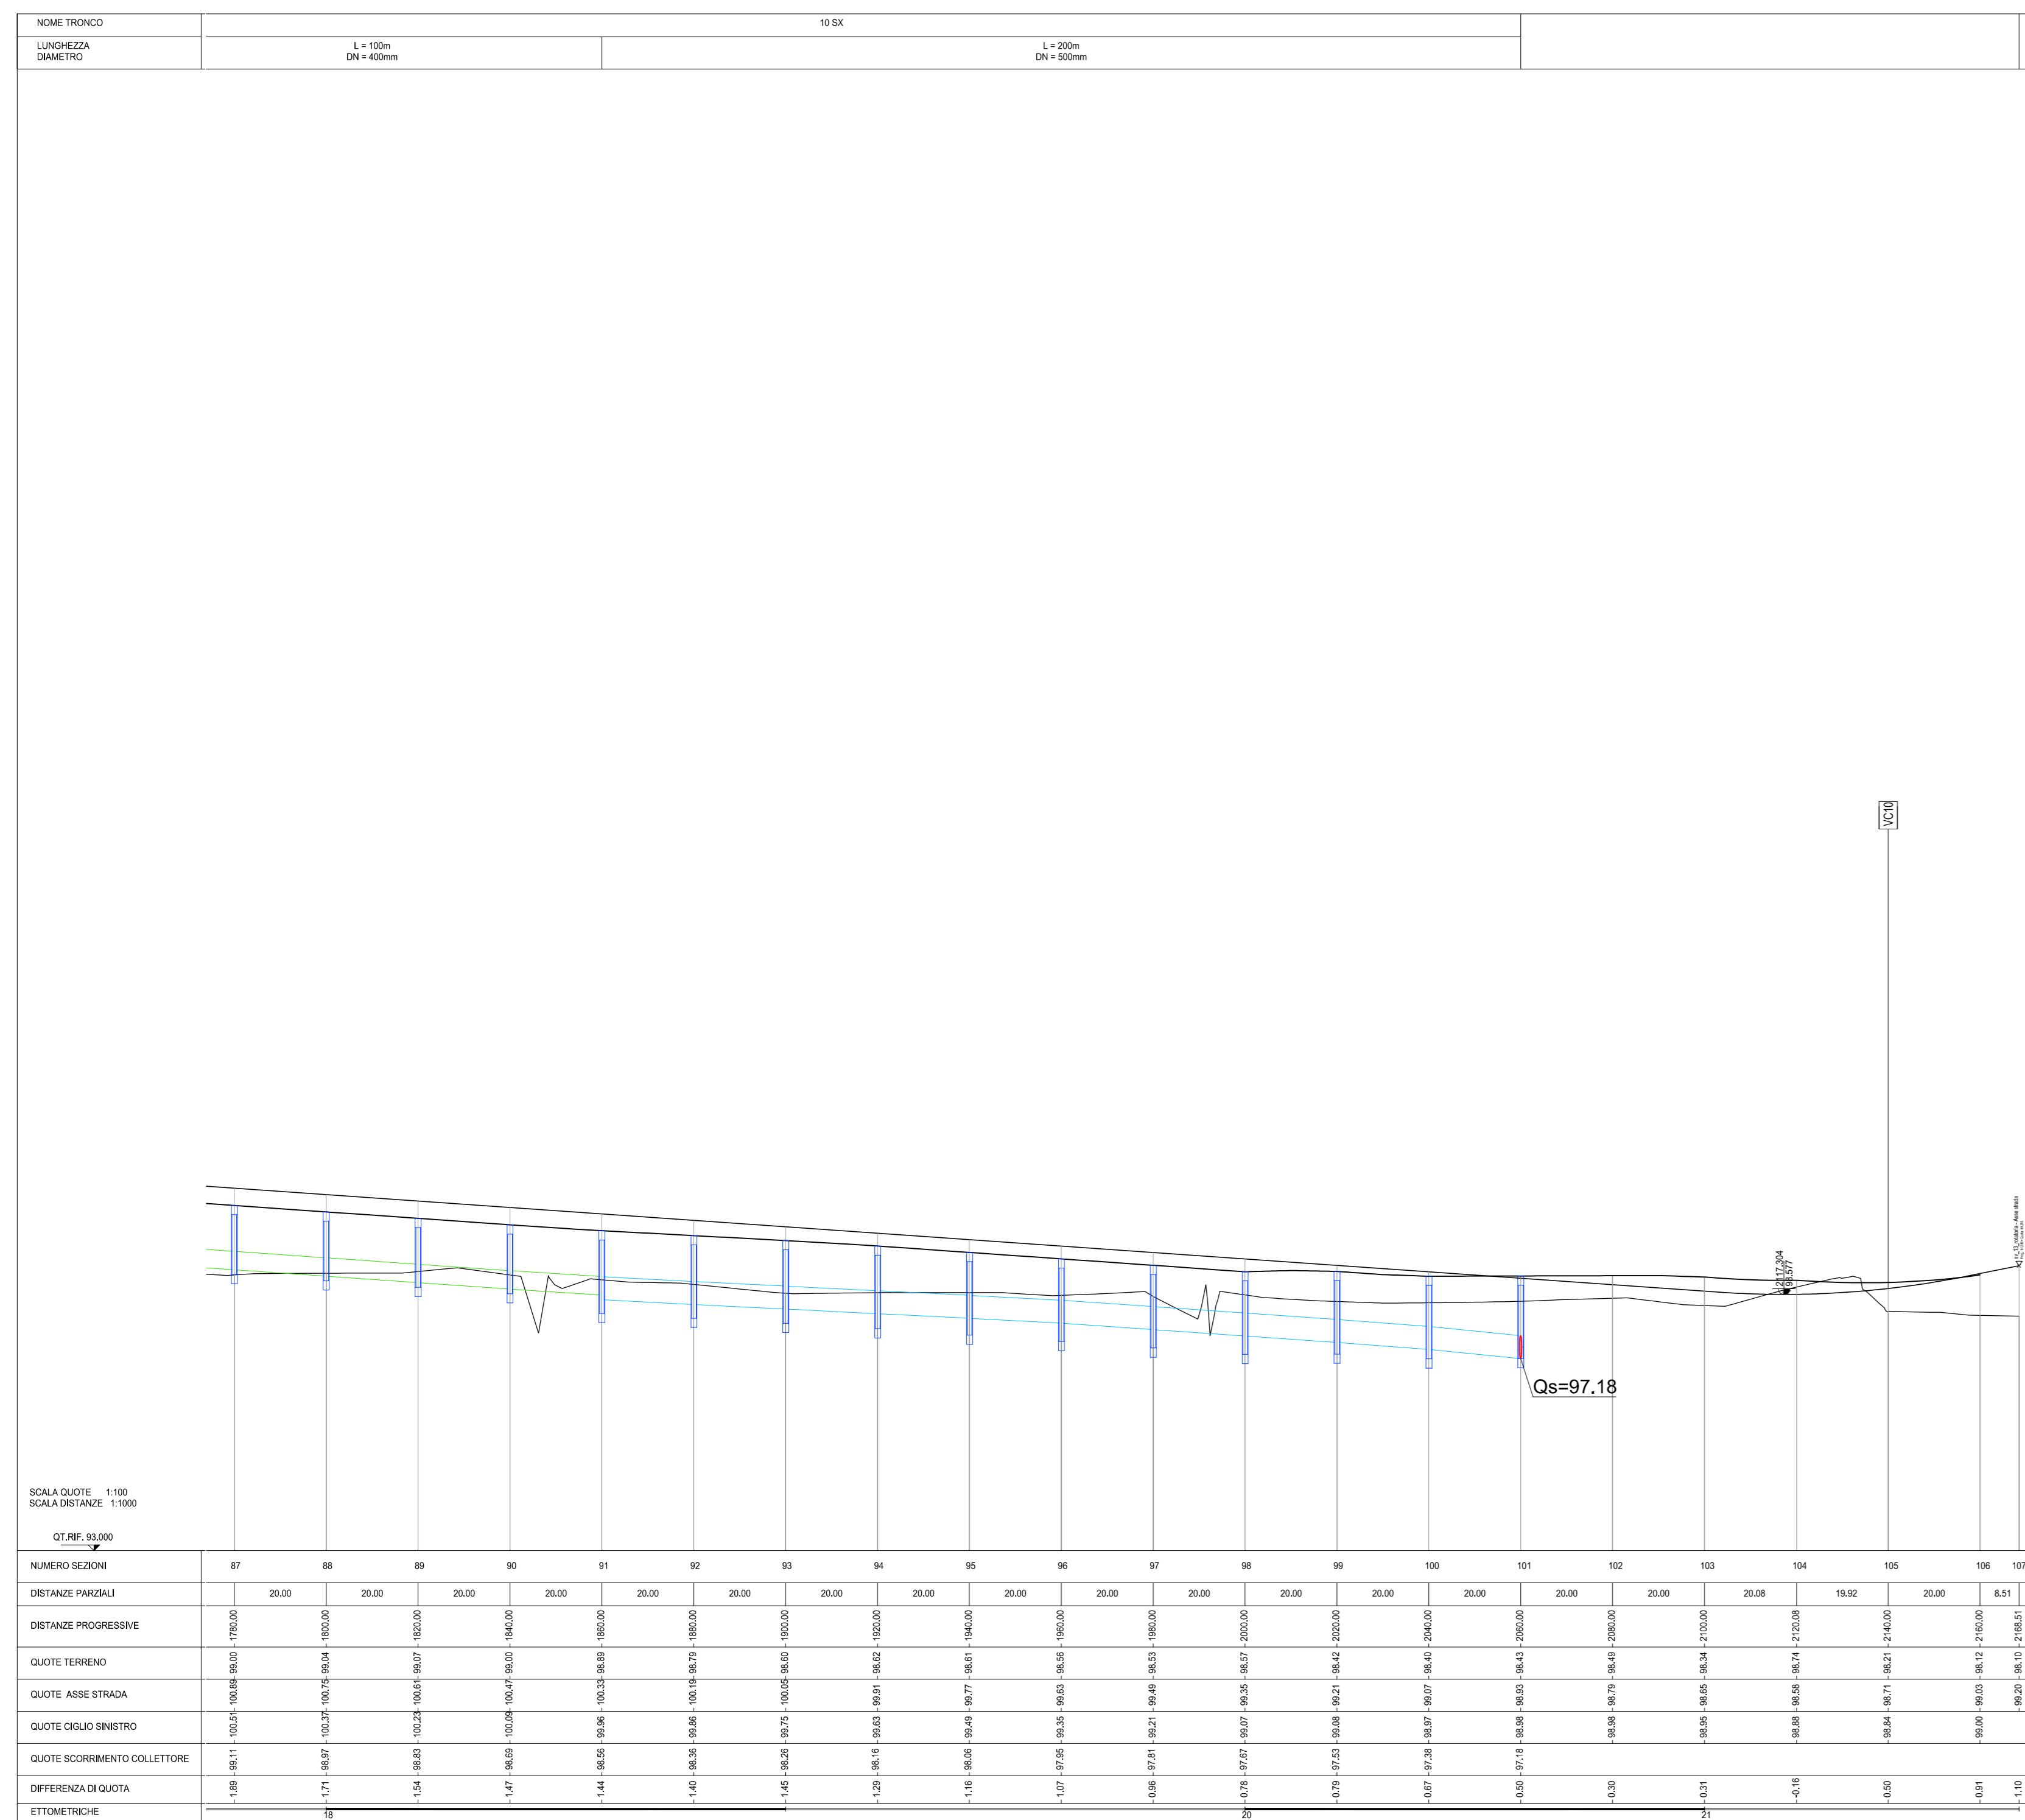 NOME TRONCO 10 SX
LUNGHEZZA L = 100m L = 200m
DIAMETRO DN = 400mm DN = 500mm
VC10
2117.304
98.577
Qs=97.18
SCALA QUOTE 1:100
SCALA DISTANZE 1:1000
QT.RIF. 93.000
NUMERO SEZIONI 87 88 89 90 91 92 93 94 95 96 97 98 99 100 101 102 103 104 105 106 107
DISTANZE PARZIALI 20.00 20.00 20.00 20.00 20.00 20.00 20.00 20.00 20.00 20.00 20.00 20.00 20.00 20.00 20.00 20.00 20.08 19.92 20.00 8.51
DISTANZE PROGRESSIVE 1780.00 1800.00 1820.00 1840.00 1860.00 1880.00 1900.00 1920.00 1940.00 1960.00 1980.00 2000.00 2020.00 2040.00 2060.00 2080.00 2100.00 2120.08 2140.00 2160.00 2168.51
QUOTE TERRENO 99.00 99.04 99.07 99.00 98.89 98.79 98.60 98.62 98.61 98.56 98.53 98.57 98.42 98.40 98.43 98.49 98.34 98.74 98.21 98.12 98.10
QUOTE ASSE STRADA 100.89 100.75 100.61 100.47 100.33 100.19 100.05 99.91 99.77 99.63 99.49 99.35 99.21 99.07 98.93 98.79 98.65 98.58 98.71 99.03 99.20
QUOTE CIGLIO SINISTRO 100.51 100.37 100.23 100.09 99.96 99.86 99.75 99.63 99.49 99.35 99.21 99.07 99.08 98.97 98.98 98.98 98.95 98.88 98.84 99.00
QUOTE SCORRIMENTO COLLETTORE 99.11 98.97 98.83 98.69 98.56 98.36 98.26 98.16 98.06 97.95 97.81 97.67 97.53 97.38 97.18
DIFFERENZA DI QUOTA 1.89 1.71 1.54 1.47 1.44 1.40 1.45 1.29 1.16 1.07 0.96 0.78 0.79 0.67 0.50 0.30 0.31 -0.16 0.50 0.91 1.10
ETTOMETRICHE 18 20 21